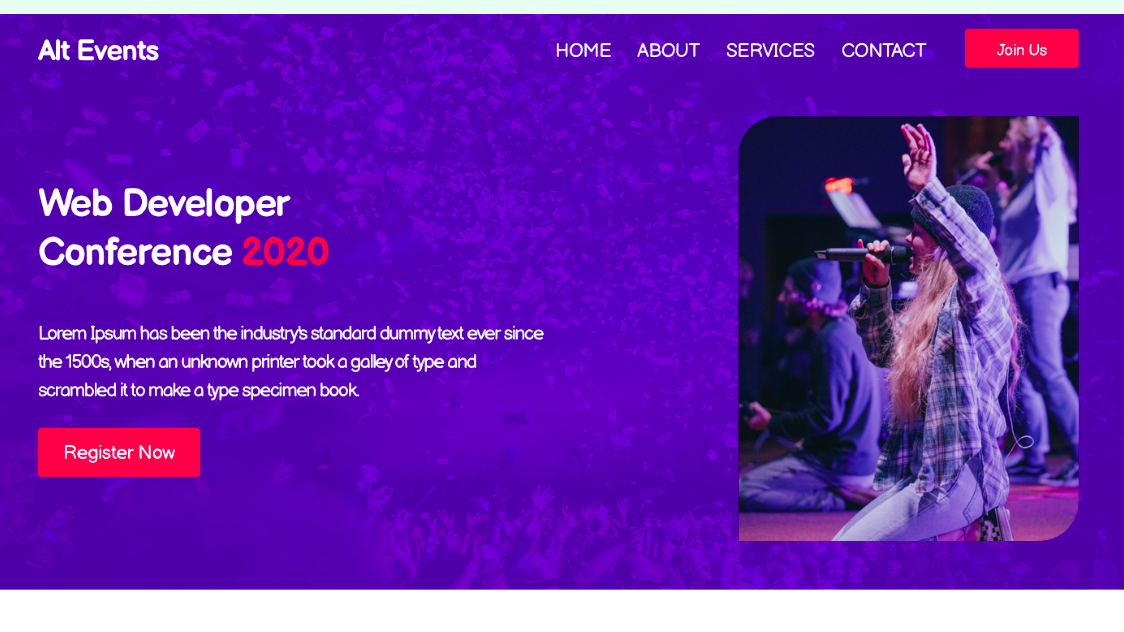 Alt Events
HOME ABOUT SERVICES CONTACT Join Us
Web Developer
Conference 2020
Lorem Ipsum has been the industry's standard dummy text ever since
the 1500s, when an unknown printer took a galley of type and
scrambled it to make a type specimen book.
Register Now